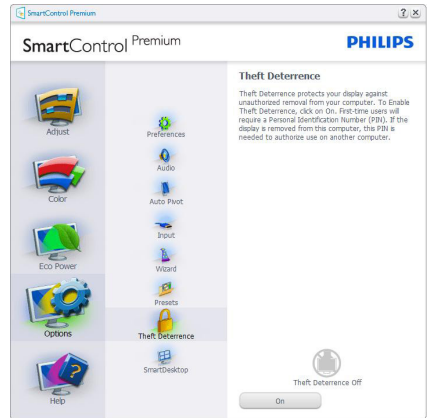 SmartControl Premium
? ×
SmartControl Premium
PHILIPS
Adjust
Color
Eco Power
Options
Help
Preferences
Audio
Auto Pivot
Input
Wizard
Presets
Theft Deterrence
SmartDesktop
Theft Deterrence
Theft Deterrence protects your display against
unauthorized removal from your computer. To Enable
Theft Deterrence, click on On. First-time users will
require a Personal Identification Number (PIN). If the
display is removed from this computer, this PIN is
needed to authorize use on another computer.
Theft Deterrence Off
On